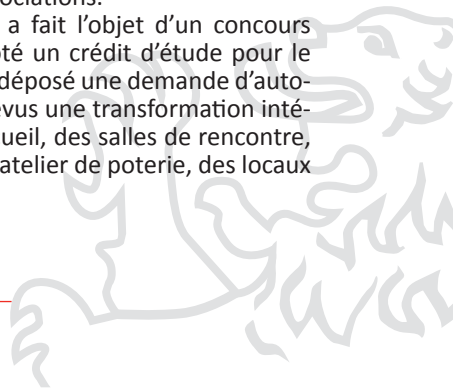 ociations.
a fait l’objet d’un concours
té un crédit d’étude pour le
déposé une demande d’auto-
evus une transformation inté-
ueil, des salles de rencontre,
atelier de poterie, des locaux